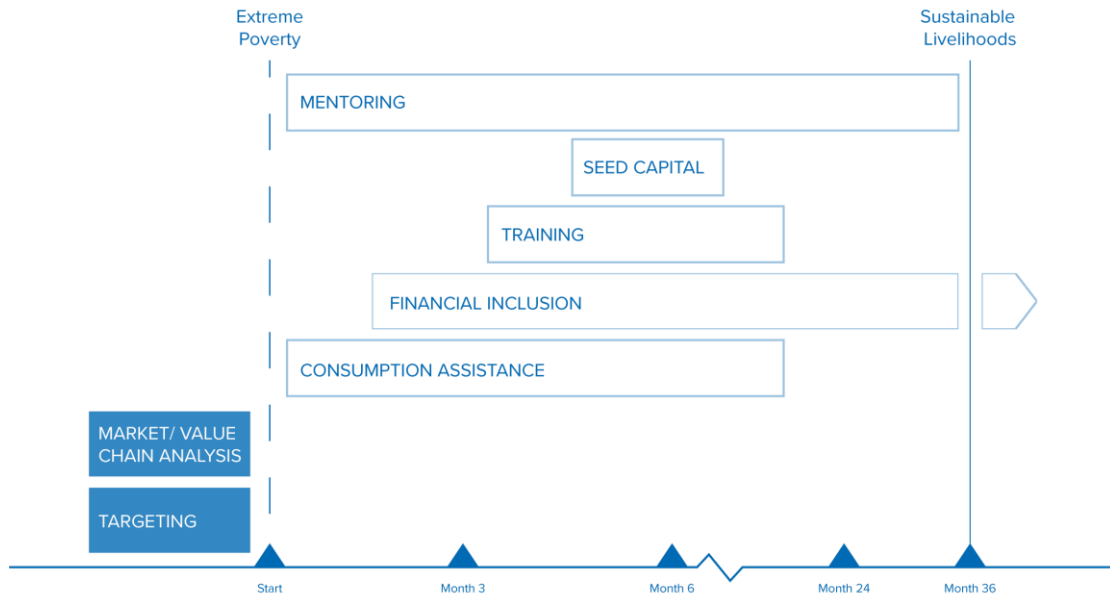 Extreme
Poverty
Sustainable
Livelihoods
MENTORING
SEED CAPITAL
TRAINING
FINANCIAL INCLUSION
CONSUMPTION ASSISTANCE
MARKET/ VALUE
CHAIN ANALYSIS
TARGETING
Start
Month 3
Month 6
Month 24
Month 36